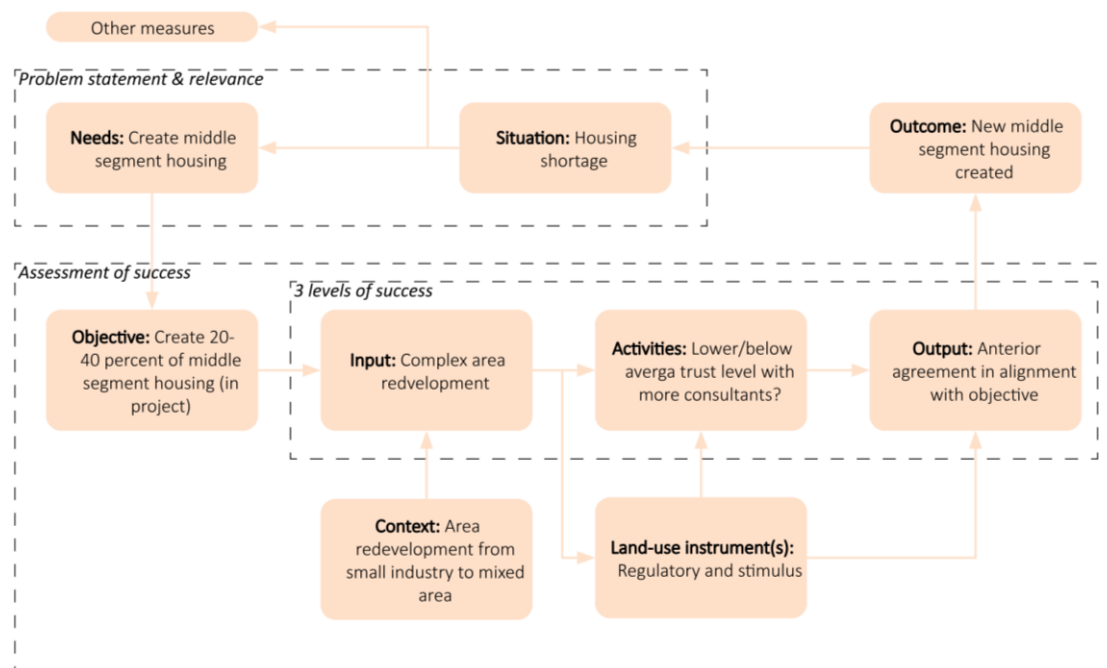 Other measures
Problem statement & relevance
Needs: Create middle
segment housing
Situation: Housing
shortage
Outcome: New middle
segment housing
created
Assessment of success
3 levels of success
Objective: Create 20-
40 percent of middle
segment housing (in
project)
Input: Complex area
redvelopment
Activities: Lower/below
averga trust level with
more consultants?
Output: Anterior
agreement in alignment
with objective
Context: Area
redevelopment from
small industry to mixed
area
Land-use instrument(s):
Regulatory and stimulus